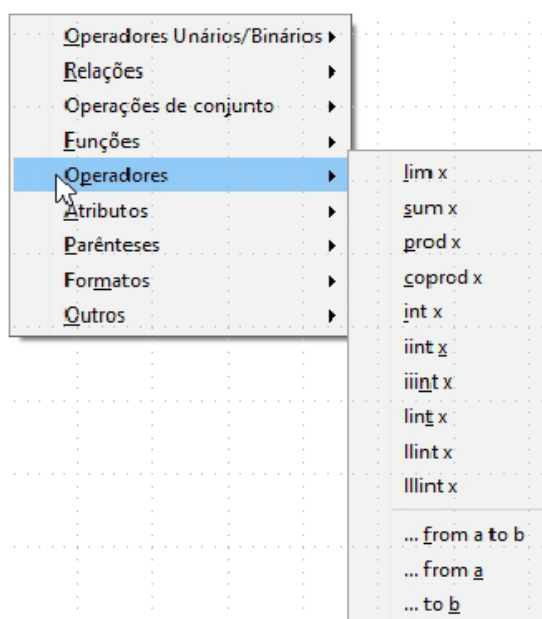 Operadores Unários/Binários
Relações
Operações de conjunto
Funções
Operadores
Atributos
Parênteses
Formatos
Outros
lim x
sum x
prod x
coprod x
int x
iint x
iiint x
lint x
llint x
lllint x
... from a to b
... from a
... to b